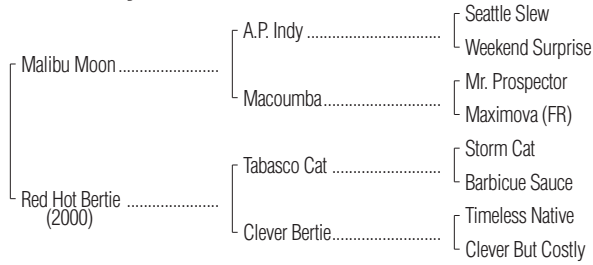 Seattle Slew
A.P. Indy ............................
Weekend Surprise
Malibu Moon .....................
Mr. Prospector
Macoumba ........................
Maximova (FR)
Storm Cat
Tabasco Cat ......................
Barbicue Sauce
Red Hot Bertie ...................
(2000)
Timeless Native
Clever Bertie ......................
Clever But Costly